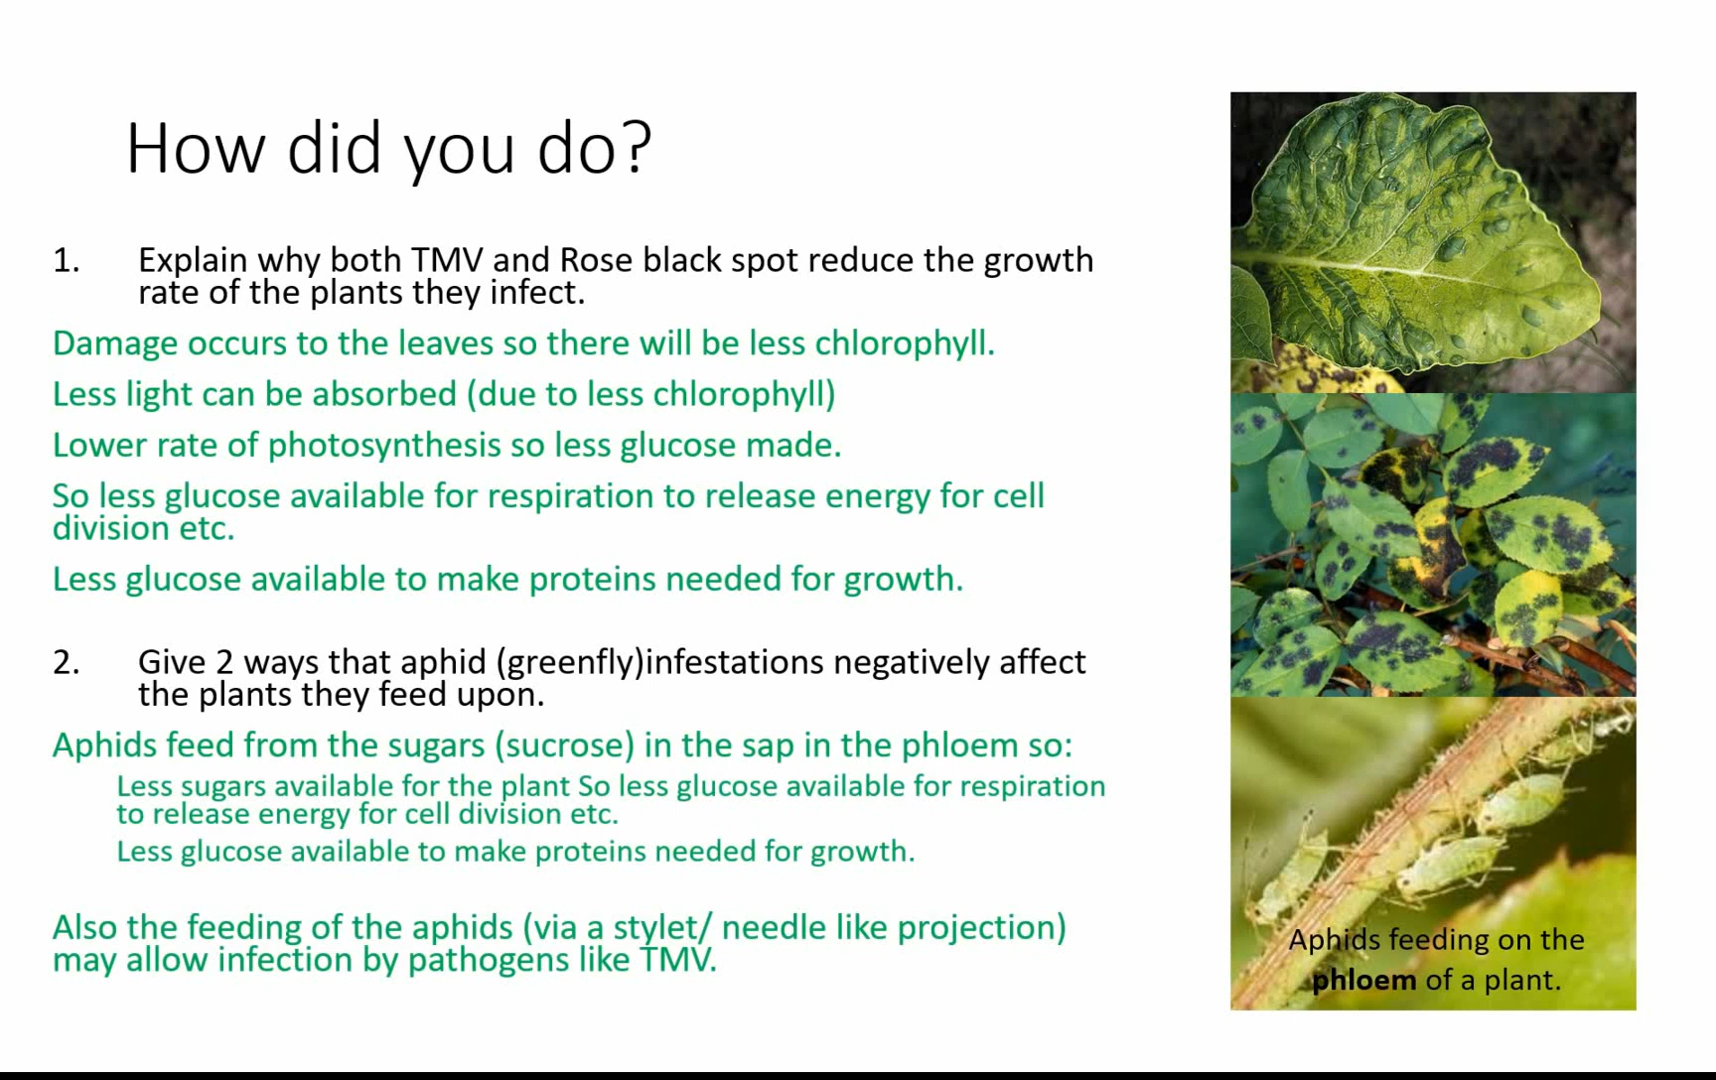 How did you do?
1. Explain why both TMV and Rose black spot reduce the growth
rate of the plants they infect.
Damage occurs to the leaves so there will be less chlorophyll.
Less light can be absorbed (due to less chlorophyll)
Lower rate of photosynthesis so less glucose made.
So less glucose available for respiration to release energy for cell
division etc.
Less glucose available to make proteins needed for growth.
2. Give 2 ways that aphid (greenfly)infestations negatively affect
the plants they feed upon.
Aphids feed from the sugars (sucrose) in the sap in the phloem so:
Less sugars available for the plant So less glucose available for respiration
to release energy for cell division etc.
Less glucose available to make proteins needed for growth.
Also the feeding of the aphids (via a stylet/ needle like projection)
may allow infection by pathogens like TMV.
Aphids feeding on the
phloem of a plant.